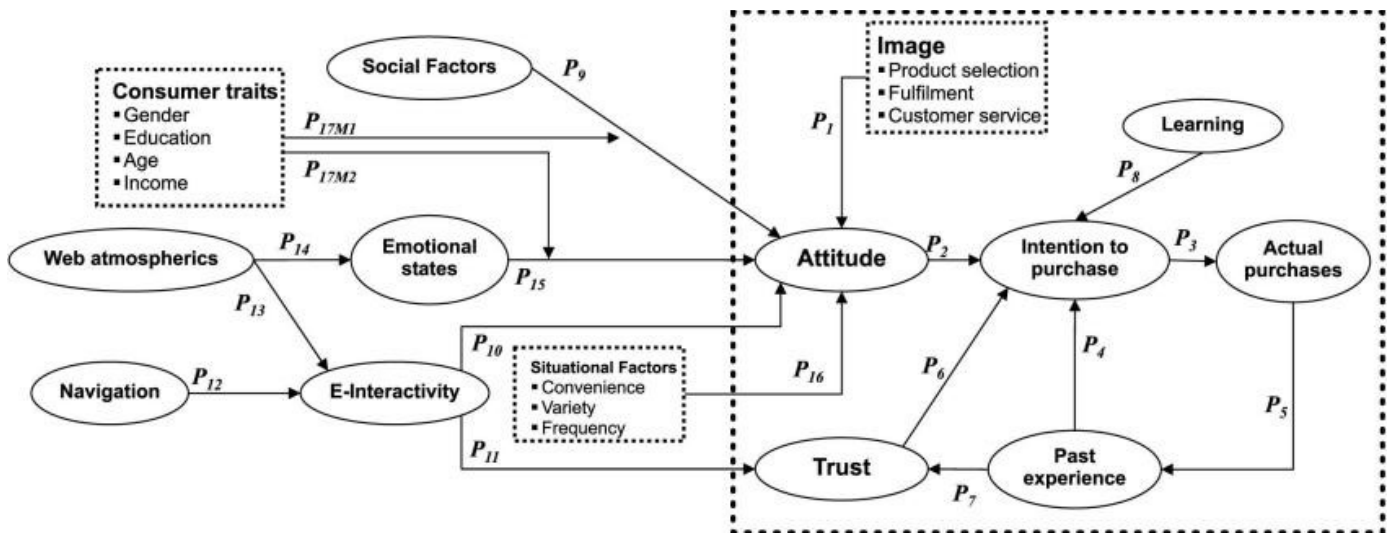 Social Factors
P9
Image
▪ Product selection
▪ Fulfilment
▪ Customer service
Consumer traits
▪ Gender
▪ Education
▪ Age
▪ Income
P17M1
P17M2
P1
Learning
P8
Web atmospherics
P14
Emotional
states
P15
Attitude
P2
Intention to
purchase
P3
Actual
purchases
P13
Navigation
P12
E-Interactivity
P10
P11
Situational Factors
▪ Convenience
▪ Variety
▪ Frequency
P16
P6
P4
P5
Trust
P7
Past
experience